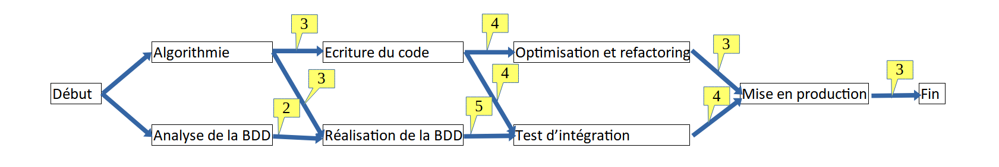 3
4
Algorithmie
Ecriture du code
Optimisation et refactoring
3
3
3
4
Début
Mise en production
3
Fin
2
5
4
Analyse de la BDD
Réalisation de la BDD
Test d’intégration